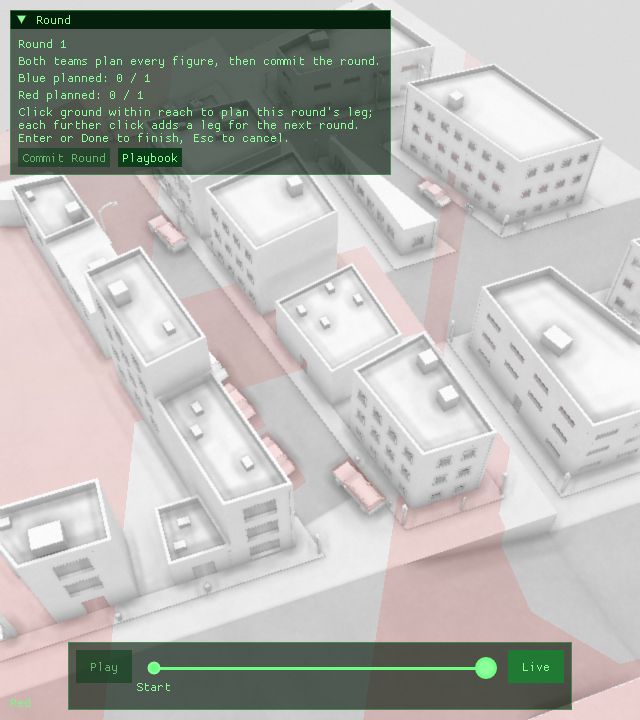 Round
Round 1
Both teams plan every figure, then commit the round.
Blue planned: 0 / 1
Red planned: 0 / 1
Click ground within reach to plan this round's leg;
each further click adds a leg for the next round.
Enter or Done to finish, Esc to cancel.
Commit Round Playbook
Play Live
Start